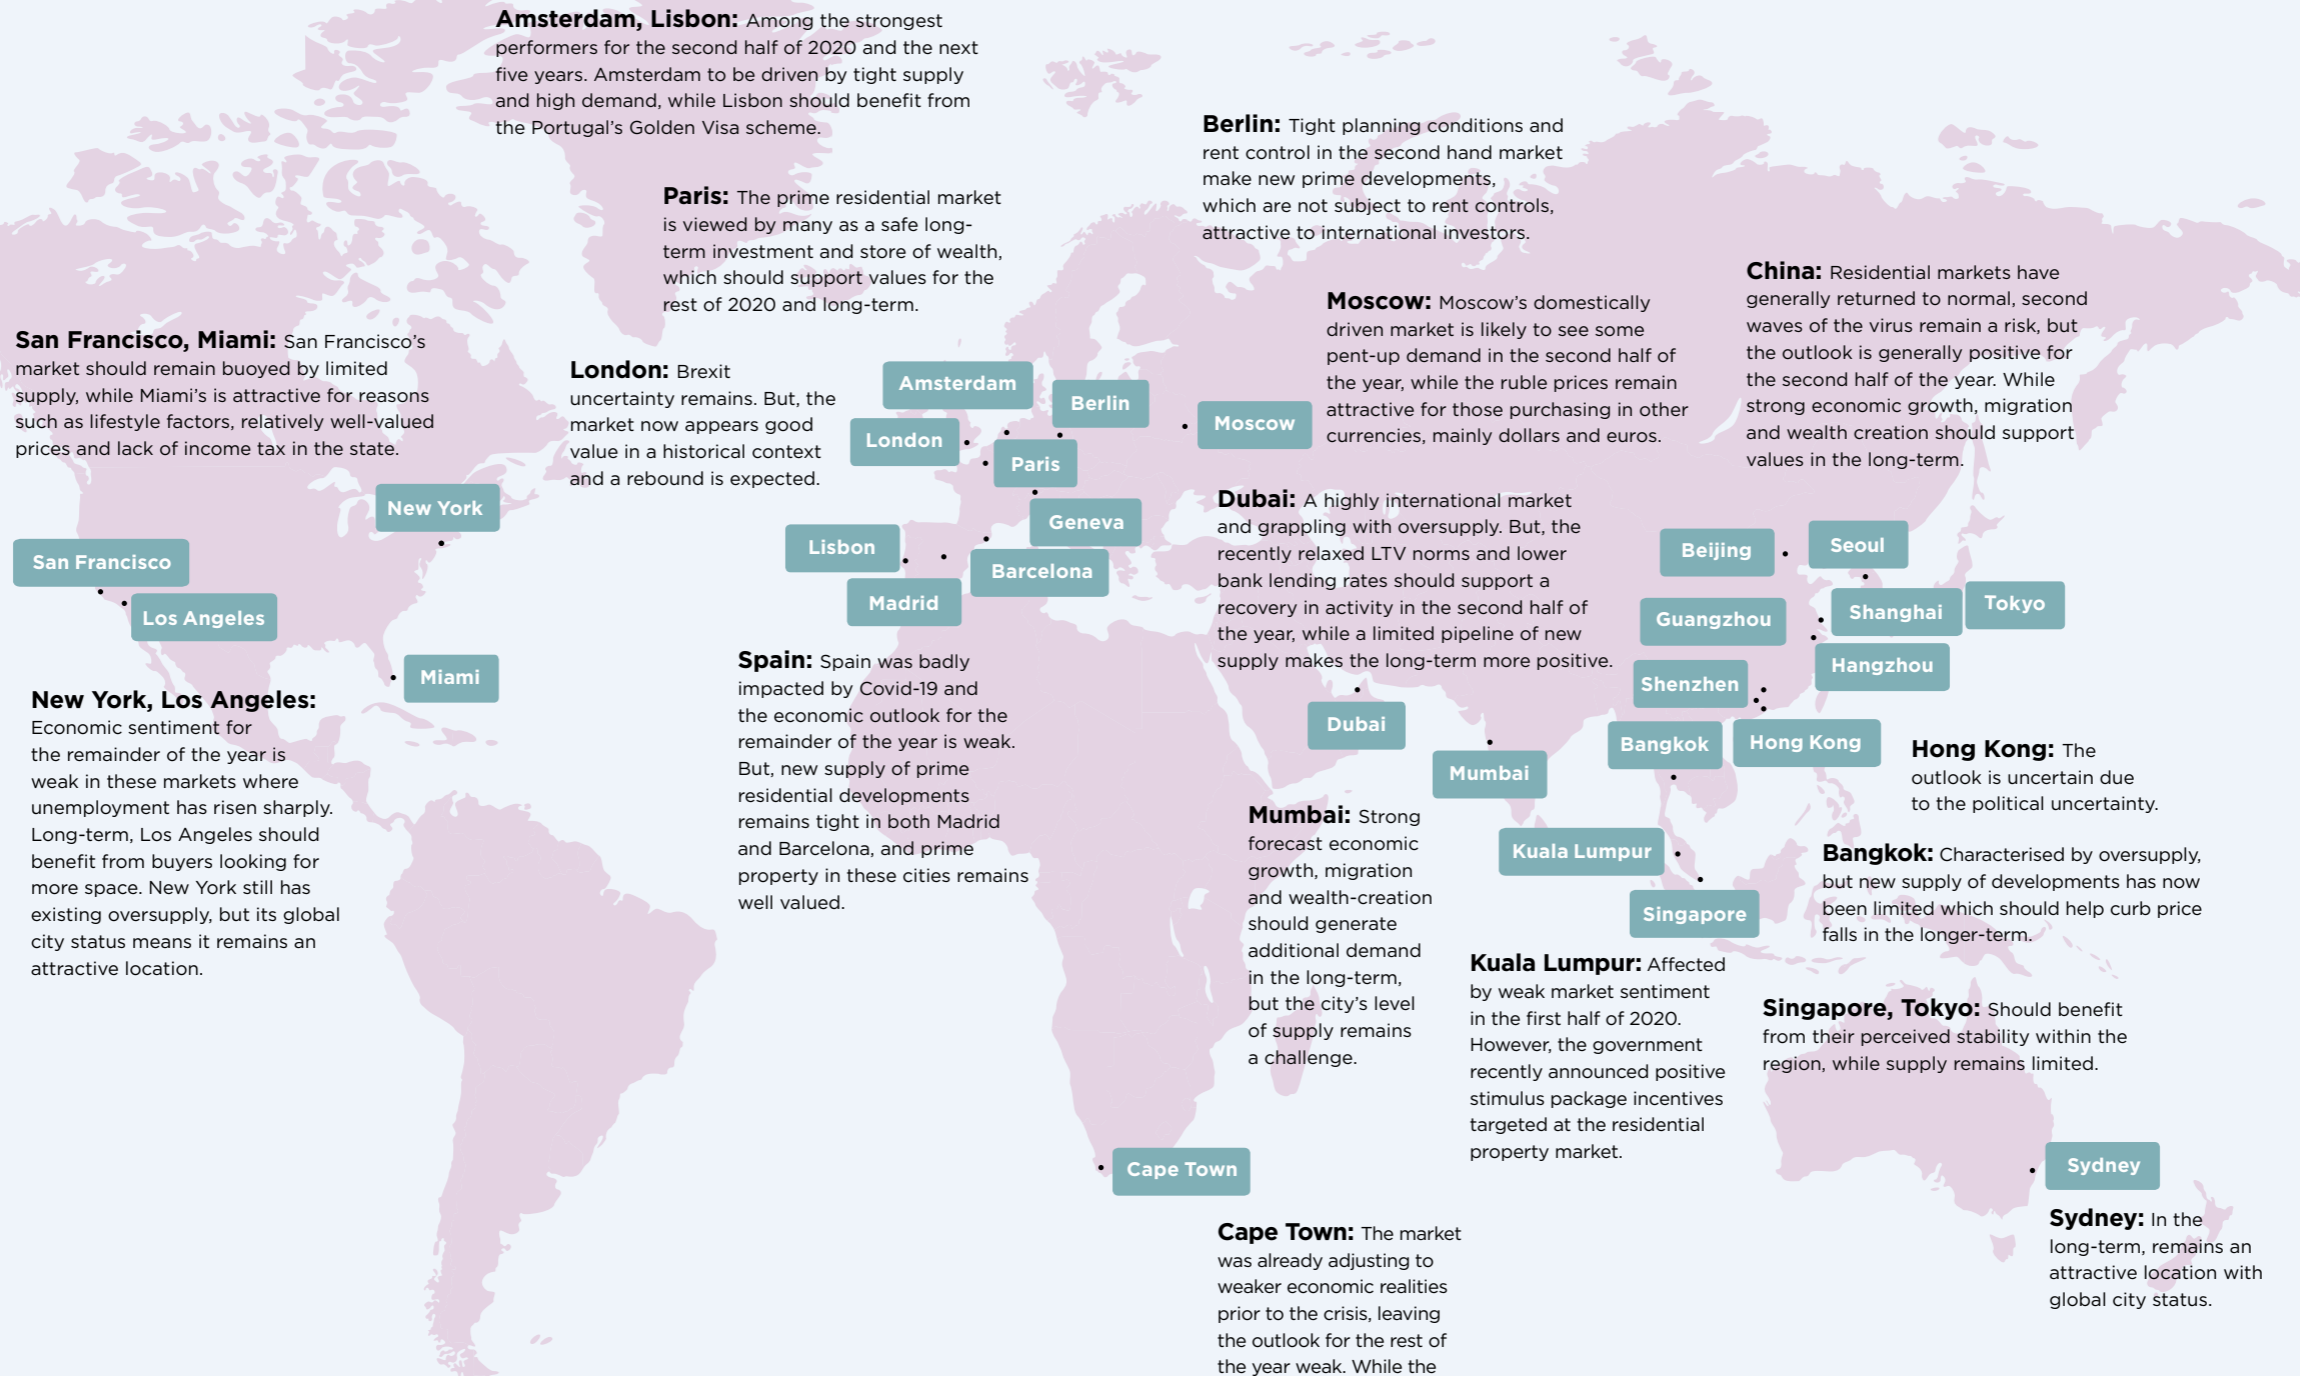 Amsterdam, Lisbon: Among the strongest
performers for the second half of 2020 and the next
five years. Amsterdam to be driven by tight supply
and high demand, while Lisbon should benefit from
the Portugal's Golden Visa scheme.
Berlin: Tight planning conditions and
rent control in the second hand market
make new prime developments,
which are not subject to rent controls,
attractive to international investors.
Paris: The prime residential market
is viewed by many as a safe long-
term investment and store of wealth,
which should support values for the
rest of 2020 and long-term.
China: Residential markets have
generally returned to normal, second
waves of the virus remain a risk, but
the outlook is generally positive for
the second half of the year. While
strong economic growth, migration
and wealth creation should support
values in the long-term.
Moscow: Moscow's domestically
driven market is likely to see some
pent-up demand in the second half of
the year, while the ruble prices remain
attractive for those purchasing in other
currencies, mainly dollars and euros.
San Francisco, Miami: San Francisco's
market should remain buoyed by limited
supply, while Miami's is attractive for reasons
such as lifestyle factors, relatively well-valued
prices and lack of income tax in the state.
London: Brexit
uncertainty remains. But, the
market now appears good
value in a historical context
and a rebound is expected.
Amsterdam
Berlin
London
Moscow
Paris
New York
Geneva
Lisbon
Barcelona
Madrid
San Francisco
Los Angeles
Miami
Dubai: A highly international market
and grappling with oversupply. But, the
recently relaxed LTV norms and lower
bank lending rates should support a
recovery in activity in the second half of
the year, while a limited pipeline of new
supply makes the long-term more positive.
Beijing
Seoul
Guangzhou
Shanghai
Tokyo
Hangzhou
Shenzhen
Dubai
Bangkok
Hong Kong
Mumbai
Kuala Lumpur
Singapore
New York, Los Angeles:
Economic sentiment for
the remainder of the year is
weak in these markets where
unemployment has risen sharply.
Long-term, Los Angeles should
benefit from buyers looking for
more space. New York still has
existing oversupply, but its global
city status means it remains an
attractive location.
Spain: Spain was badly
impacted by Covid-19 and
the economic outlook for the
remainder of the year is weak.
But, new supply of prime
residential developments
remains tight in both Madrid
and Barcelona, and prime
property in these cities remains
well valued.
Hong Kong: The
outlook is uncertain due
to the political uncertainty.
Mumbai: Strong
forecast economic
growth, migration
and wealth-creation
should generate
additional demand
in the long-term,
but the city's level
of supply remains
a challenge.
Bangkok: Characterised by oversupply,
but new supply of developments has now
been limited which should help curb price
falls in the longer-term.
Kuala Lumpur: Affected
by weak market sentiment
in the first half of 2020.
However, the government
recently announced positive
stimulus package incentives
targeted at the residential
property market.
Singapore, Tokyo: Should benefit
from their perceived stability within the
region, while supply remains limited.
Cape Town
Sydney
Sydney: In the
long-term, remains an
attractive location with
global city status.
Cape Town: The market
was already adjusting to
weaker economic realities
prior to the crisis, leaving
the outlook for the rest of
the year weak. While the